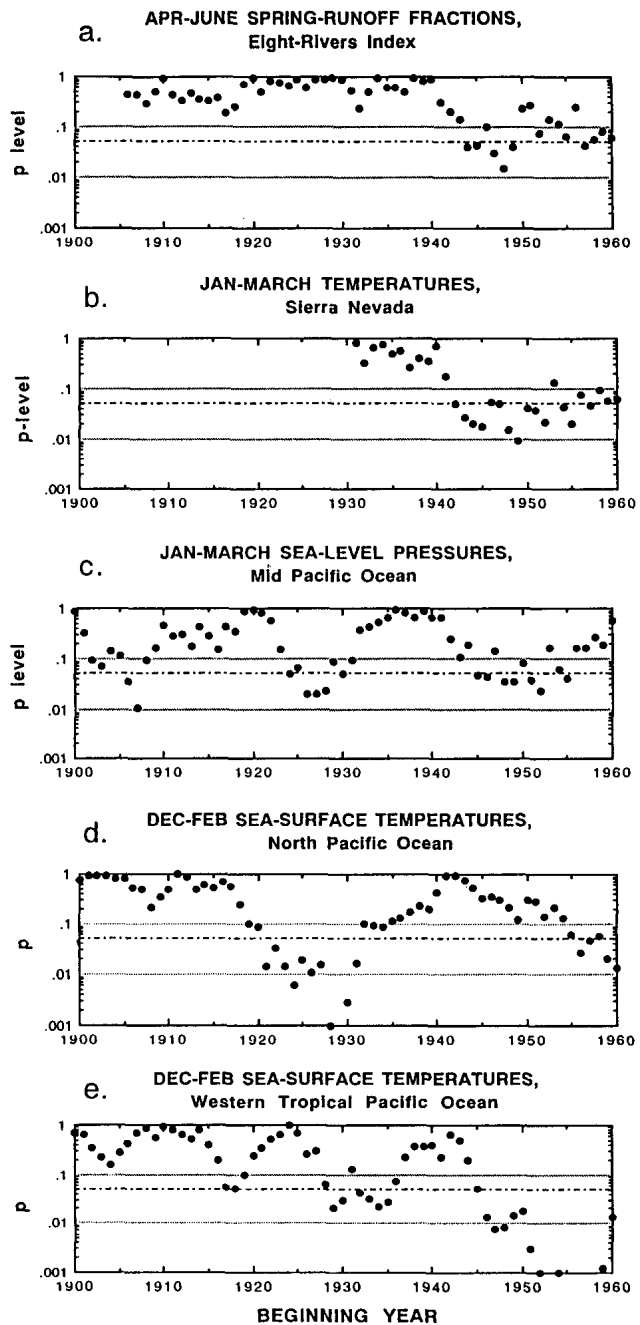 a.
APR-JUNE SPRING-RUNOFF FRACTIONS,
Eight-Rivers Index
p level
1
.1
.01
.001
1900 1910 1920 1930 1940 1950 1960
b.
JAN-MARCH TEMPERATURES,
Sierra Nevada
p-level
1
.1
.01
.001
1900 1910 1920 1930 1940 1950 1960
c.
JAN-MARCH SEA-LEVEL PRESSURES,
Mid Pacific Ocean
p level
1
.1
.01
.001
1900 1910 1920 1930 1940 1950 1960
d.
DEC-FEB SEA-SURFACE TEMPERATURES,
North Pacific Ocean
p
1
.1
.01
.001
1900 1910 1920 1930 1940 1950 1960
e.
DEC-FEB SEA-SURFACE TEMPERATURES,
Western Tropical Pacific Ocean
p
1
.1
.01
.001
1900 1910 1920 1930 1940 1950 1960
BEGINNING YEAR